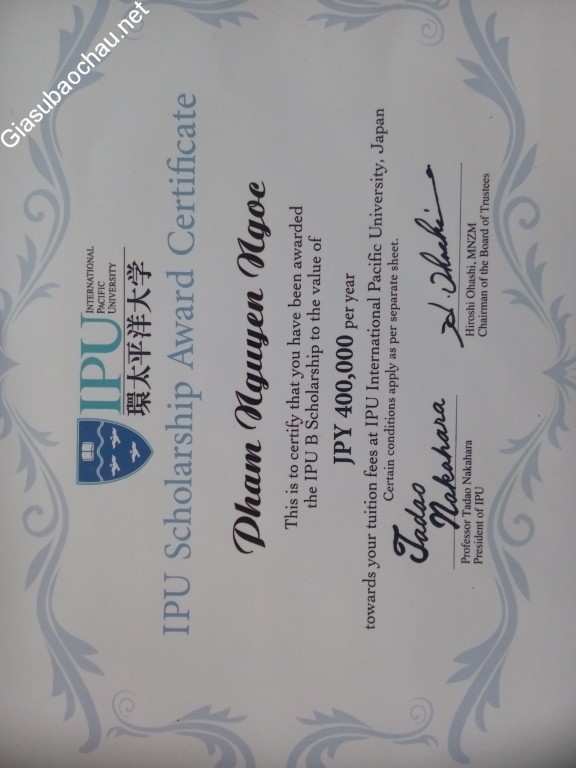 Giasubaochau.net
IPU
INTERNATIONAL
PACIFIC
UNIVERSITY
環太平洋大学
IPU Scholarship Award Certificate
Pham Nguyen Ngoc
This is to certify that you have been awarded
the IPU B Scholarship to the value of
JPY 400,000 per year
towards your tuition fees at IPU International Pacific University, Japan
Certain conditions apply as per separate sheet.
Tadao
Nakahara
Professor Tadao Nakahara
President of IPU
H. Ohashi
Hiroshi Ohashi, MNZM
Chairman of the Board of Trustees